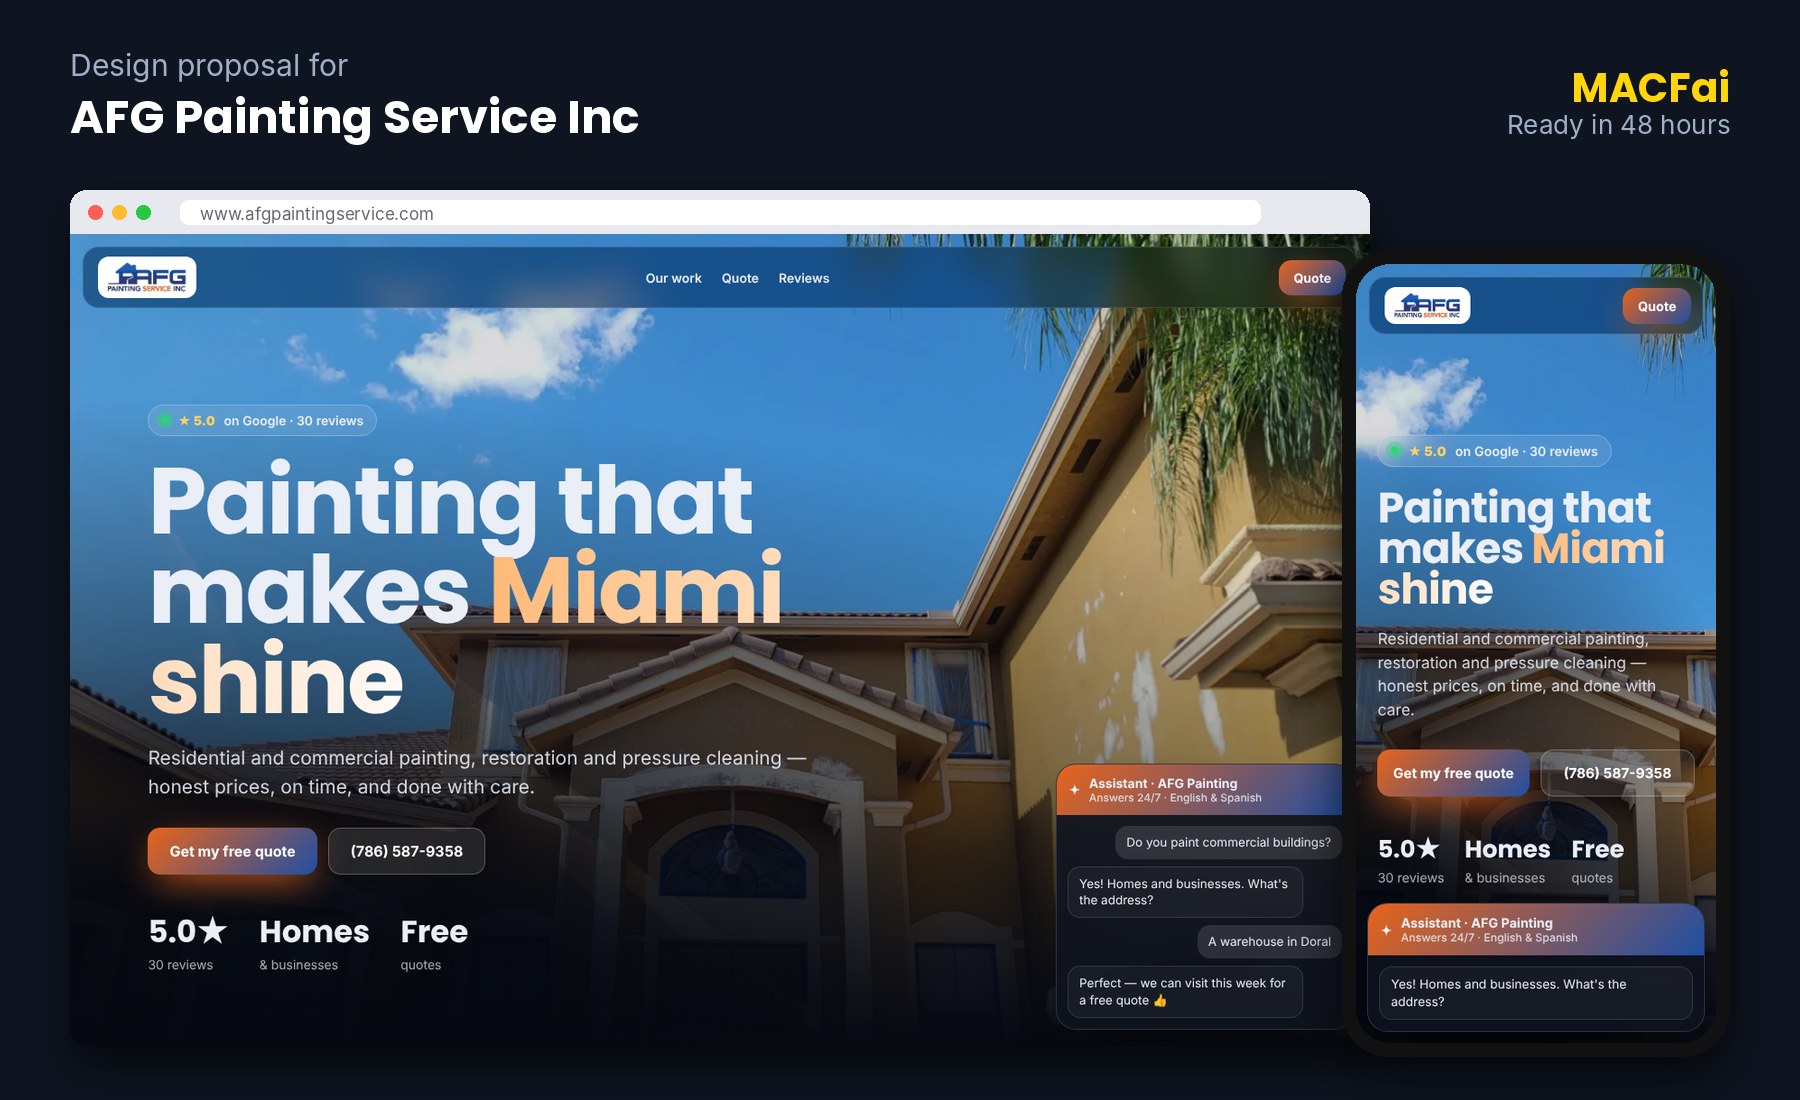 Design proposal for
AFG Painting Service Inc
MACFai
Ready in 48 hours
www.afgpaintingservice.com
AFG
PAINTING SERVICE INC
Our work
Quote
Reviews
Quote
★ 5.0 on Google · 30 reviews
Painting that
makes Miami
shine
Residential and commercial painting, restoration and pressure cleaning —
honest prices, on time, and done with care.
Get my free quote
(786) 587-9358
5.0★
30 reviews
Homes
& businesses
Free
quotes
Assistant · AFG Painting
Answers 24/7 · English & Spanish
Do you paint commercial buildings?
Yes! Homes and businesses. What's
the address?
A warehouse in Doral
Perfect — we can visit this week for
a free quote 👍
AFG
PAINTING SERVICE INC
Quote
★ 5.0 on Google · 30 reviews
Painting that
makes Miami
shine
Residential and commercial painting,
restoration and pressure cleaning —
honest prices, on time, and done with
care.
Get my free quote
(786) 587-9358
5.0★
30 reviews
Homes
& businesses
Free
quotes
Assistant · AFG Painting
Answers 24/7 · English & Spanish
Yes! Homes and businesses. What's the
address?